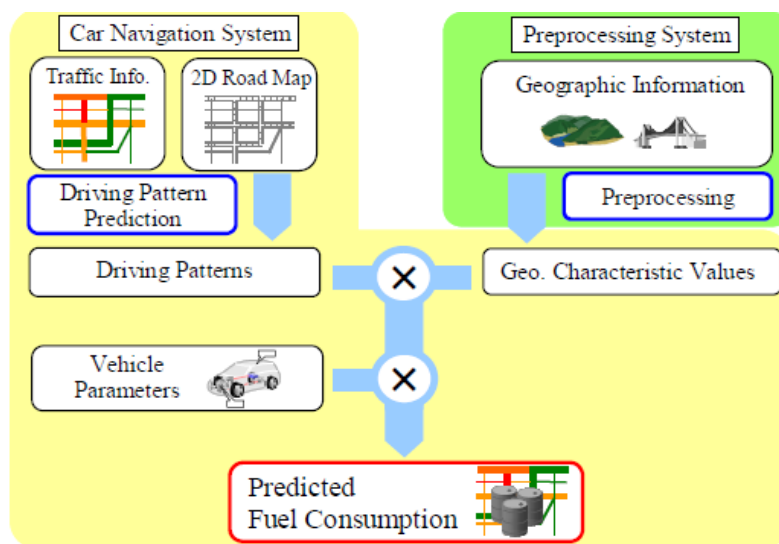 Car Navigation System
Preprocessing System
Traffic Info.
2D Road Map
Geographic Information
Driving Pattern
Prediction
Preprocessing
Driving Patterns
×
Geo. Characteristic Values
Vehicle
Parameters
×
Predicted
Fuel Consumption